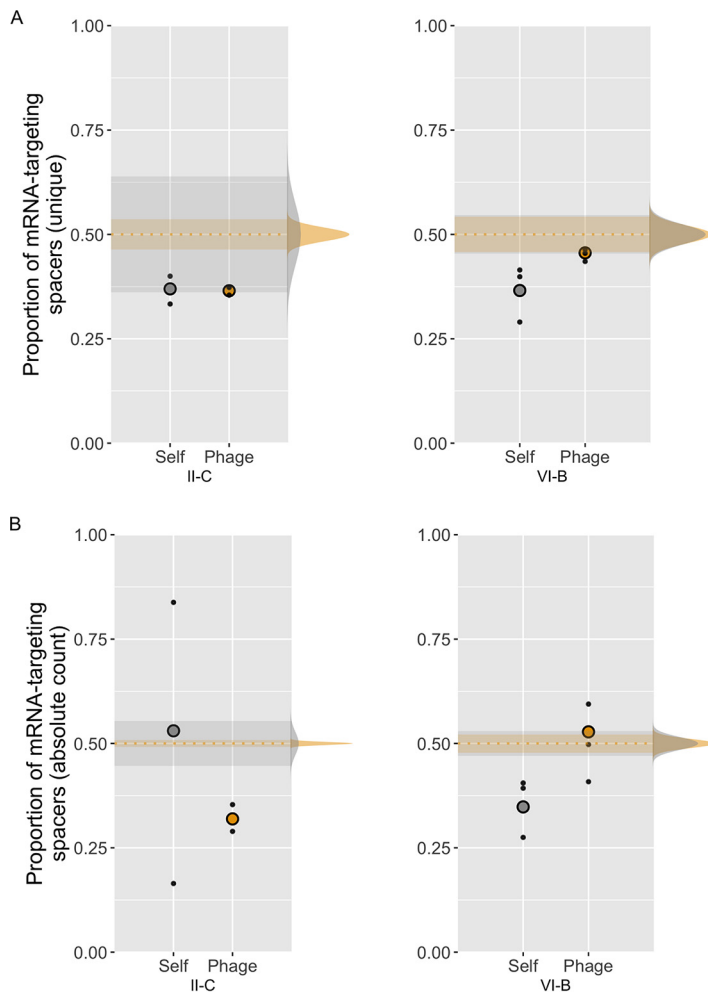 A
Proportion of mRNA-targeting
spacers (unique)
1.00
0.75
0.50
0.25
0.00
Self Phage
II-C
1.00
0.75
0.50
0.25
0.00
Self Phage
VI-B
B
Proportion of mRNA-targeting
spacers (absolute count)
1.00
0.75
0.50
0.25
0.00
Self Phage
II-C
1.00
0.75
0.50
0.25
0.00
Self Phage
VI-B